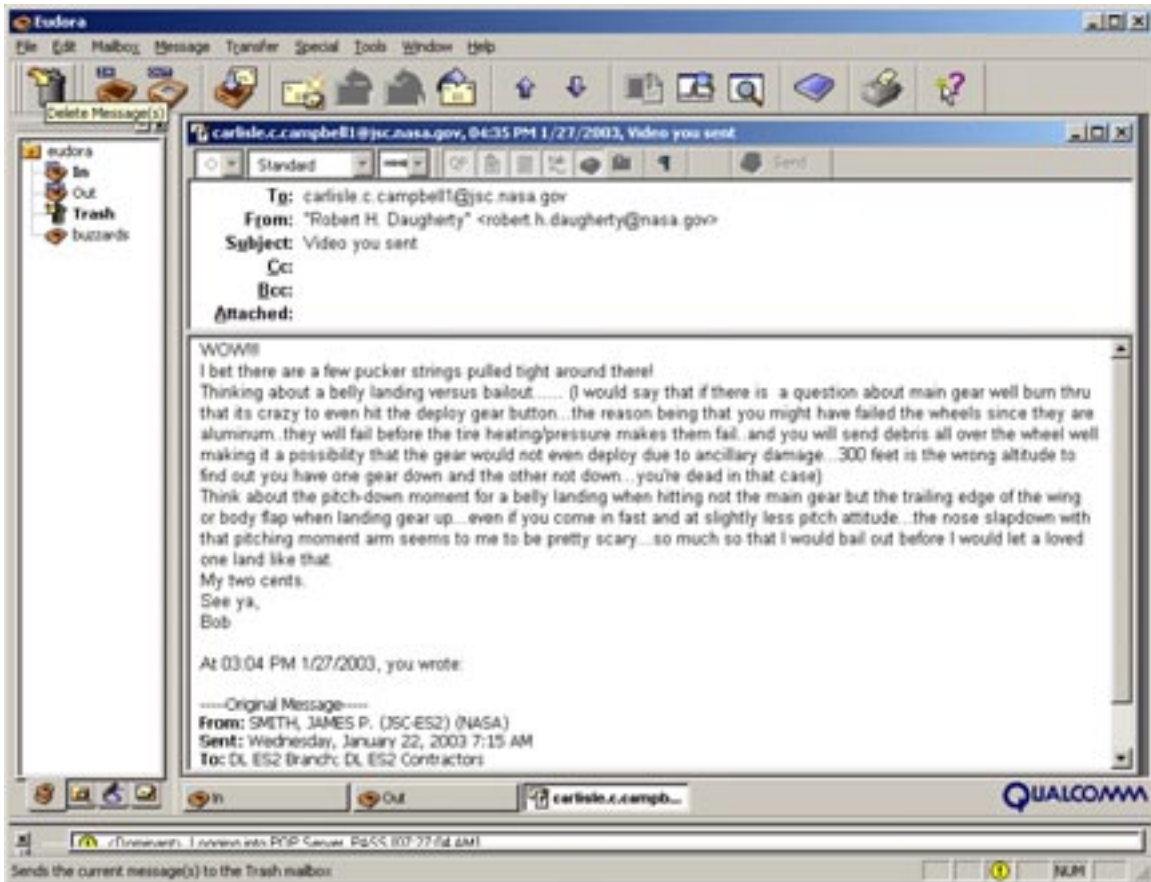 Eudora
File Edit Mailbox Message Transfer Special Tools Window Help
Delete Message(s)
eudora
In
Out
Trash
buzzards
carlisle.c.campbell1@jsc.nasa.gov, 04:35 PM 1/27/2003, Video you sent
Standard
QP
Send
To: carlisle.c.campbell1@jsc.nasa.gov
From: "Robert H. Daugherty" <robert.h.daugherty@nasa.gov>
Subject: Video you sent
Cc:
Bcc:
Attached:
WOW!!!
I bet there are a few pucker strings pulled tight around there!
Thinking about a belly landing versus bailout...... (I would say that if there is a question about main gear well burn thru
that its crazy to even hit the deploy gear button...the reason being that you might have failed the wheels since they are
aluminum..they will fail before the tire heating/pressure makes them fail..and you will send debris all over the wheel well
making it a possibility that the gear would not even deploy due to ancillary damage...300 feet is the wrong altitude to
find out you have one gear down and the other not down...you're dead in that case)
Think about the pitch-down moment for a belly landing when hitting not the main gear but the trailing edge of the wing
or body flap when landing gear up...even if you come in fast and at slightly less pitch attitude...the nose slapdown with
that pitching moment arm seems to me to be pretty scary...so much so that I would bail out before I would let a loved
one land like that.
My two cents.
See ya,
Bob
At 03:04 PM 1/27/2003, you wrote:
-----Original Message-----
From: SMITH, JAMES P. (JSC-ES2) (NASA)
Sent: Wednesday, January 22, 2003 7:15 AM
To: DL ES2 Branch; DL ES2 Contractors
In
Out
carlisle.c.campb...
QUALCOMM
<Dominant> Logging into POP Server, PASS [07:27:04 AM]
Sends the current message(s) to the Trash mailbox
NUM